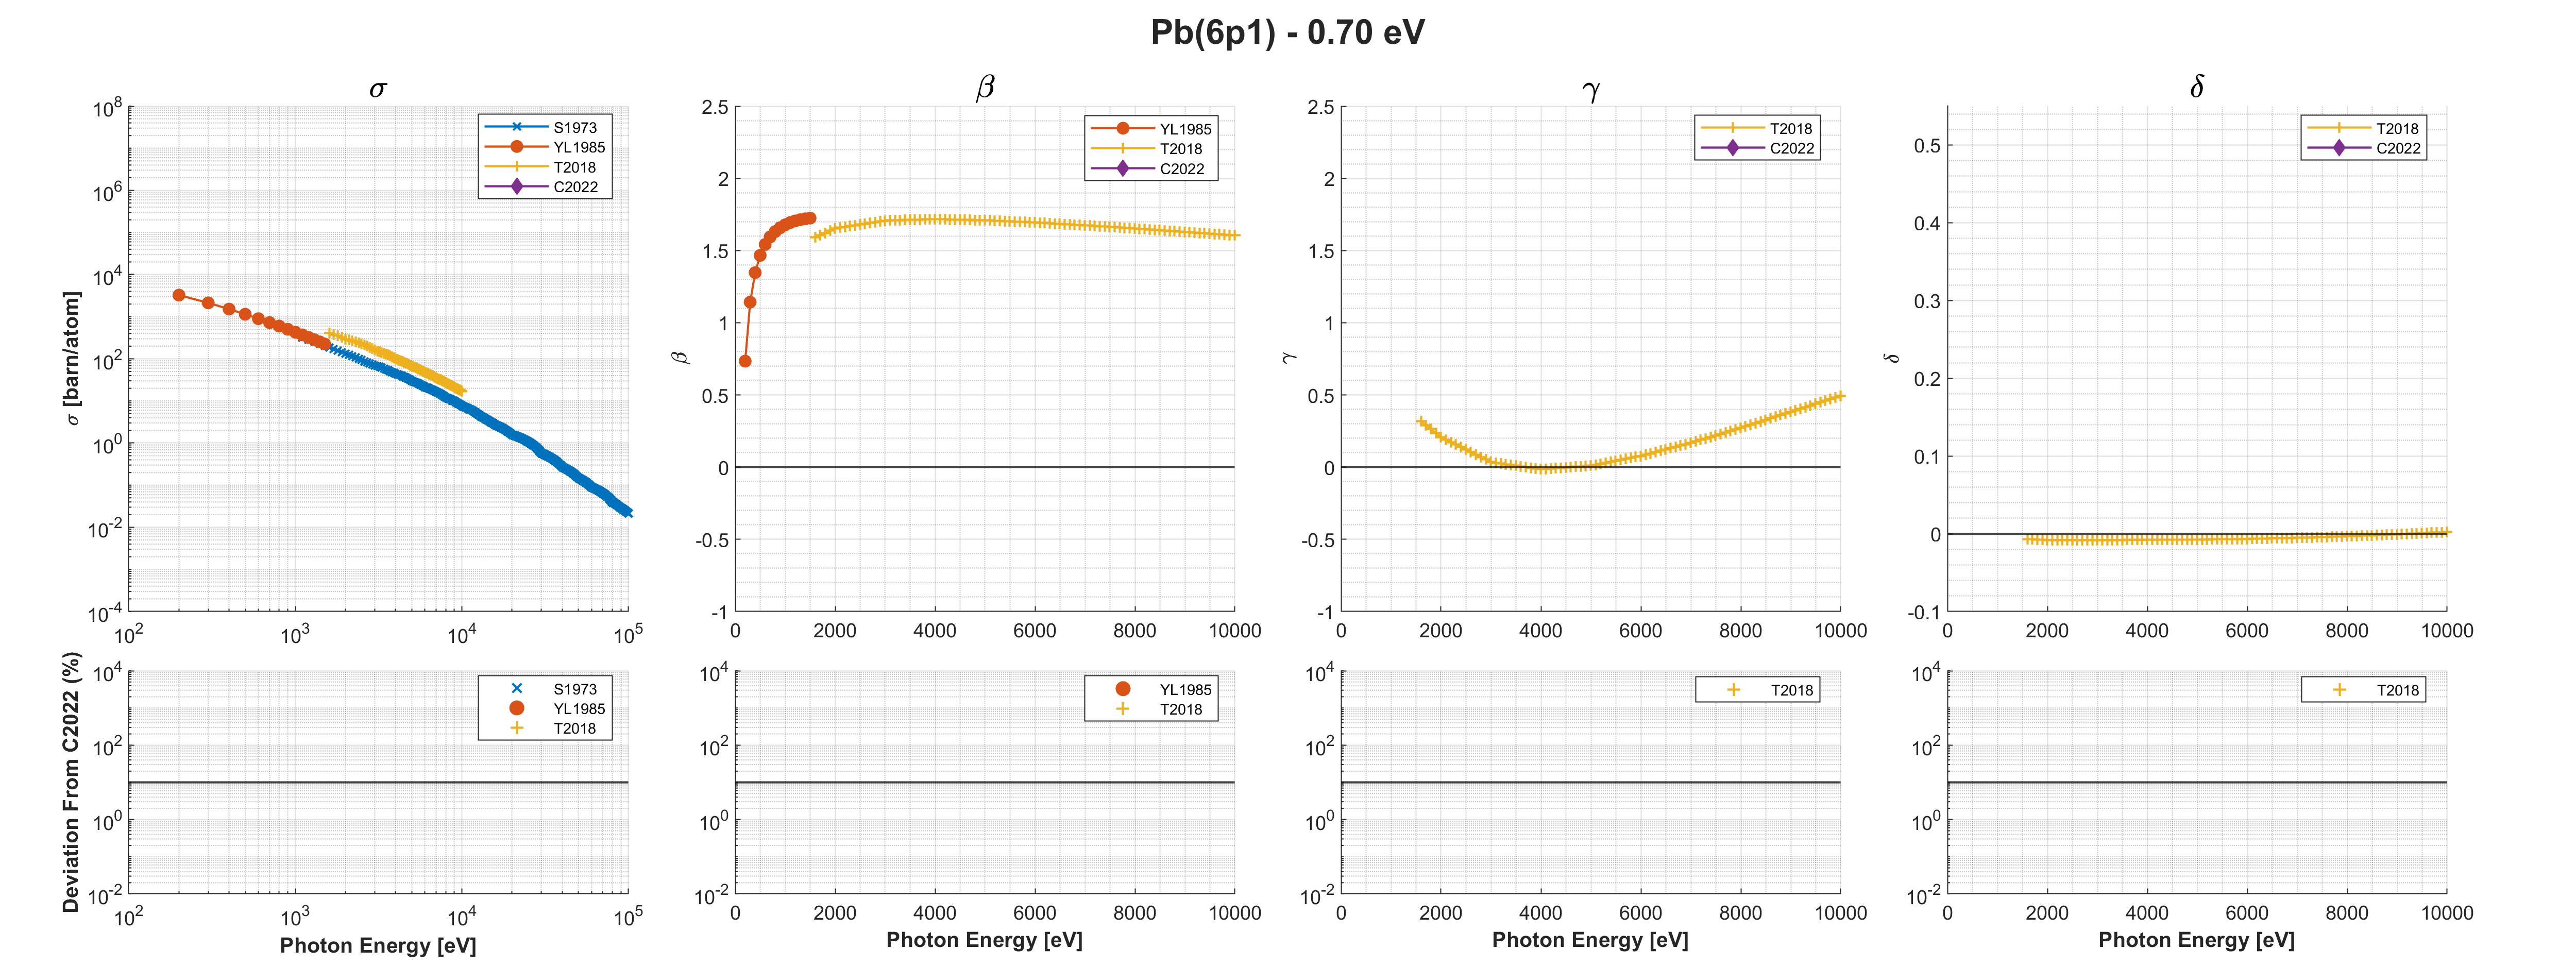 Pb(6p1) - 0.70 eV
σ
10^8
10^6
10^4
10^2
10^0
10^-2
10^-4
10^2
10^3
10^4
10^5
σ [barn/atom]
S1973
YL1985
T2018
C2022
β
2.5
2
1.5
1
0.5
0
-0.5
-1
0
2000
4000
6000
8000
10000
β
YL1985
T2018
C2022
γ
2.5
2
1.5
1
0.5
0
-0.5
-1
0
2000
4000
6000
8000
10000
γ
T2018
C2022
δ
0.5
0.4
0.3
0.2
0.1
0
-0.1
0
2000
4000
6000
8000
10000
δ
T2018
C2022
Deviation From C2022 (%)
10^4
10^2
10^0
10^-2
10^2
10^3
10^4
10^5
Photon Energy [eV]
S1973
YL1985
T2018
10^4
10^2
10^0
10^-2
0
2000
4000
6000
8000
10000
Photon Energy [eV]
YL1985
T2018
10^4
10^2
10^0
10^-2
0
2000
4000
6000
8000
10000
Photon Energy [eV]
T2018
10^4
10^2
10^0
10^-2
0
2000
4000
6000
8000
10000
Photon Energy [eV]
T2018